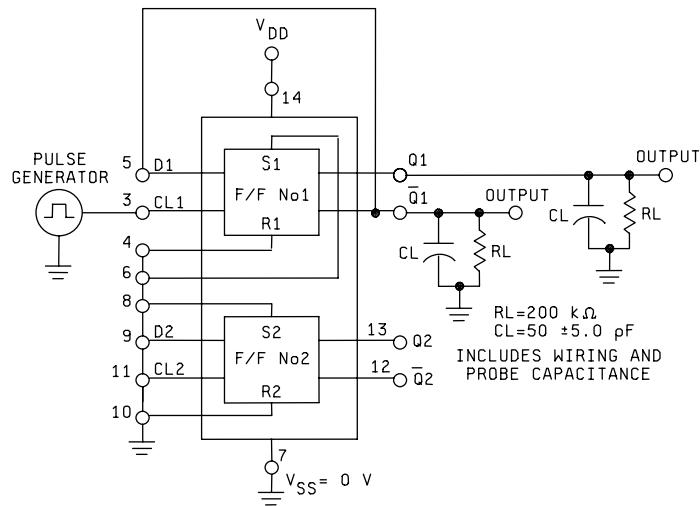 V
DD
14
5
D1
S1
Q1
PULSE
GENERATOR
OUTPUT
3
CL1
F/F No1
Q̅1
OUTPUT
CL
RL
4
R1
CL
RL
6
8
RL=200 kΩ
CL=50 ±5.0 pF
INCLUDES WIRING AND
PROBE CAPACITANCE
9
D2
S2
13
Q2
F/F No2
11
CL2
12
Q̅2
10
R2
7
VSS= 0 V